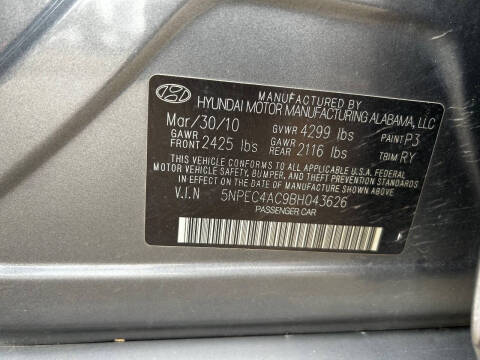 MANUFACTURED BY
HYUNDAI MOTOR MANUFACTURING ALABAMA, LLC
Mar/30/10 GVWR 4299 lbs PAINT P3
GAWR FRONT 2425 lbs GAWR REAR 2116 lbs TRIM RY
THIS VEHICLE CONFORMS TO ALL APPLICABLE U.S.A. FEDERAL
MOTOR VEHICLE SAFETY, BUMPER, AND THEFT PREVENTION STANDARDS
IN EFFECT ON THE DATE OF MANUFACTURE SHOWN ABOVE
V.I.N 5NPEC4AC9BH043626
PASSENGER CAR